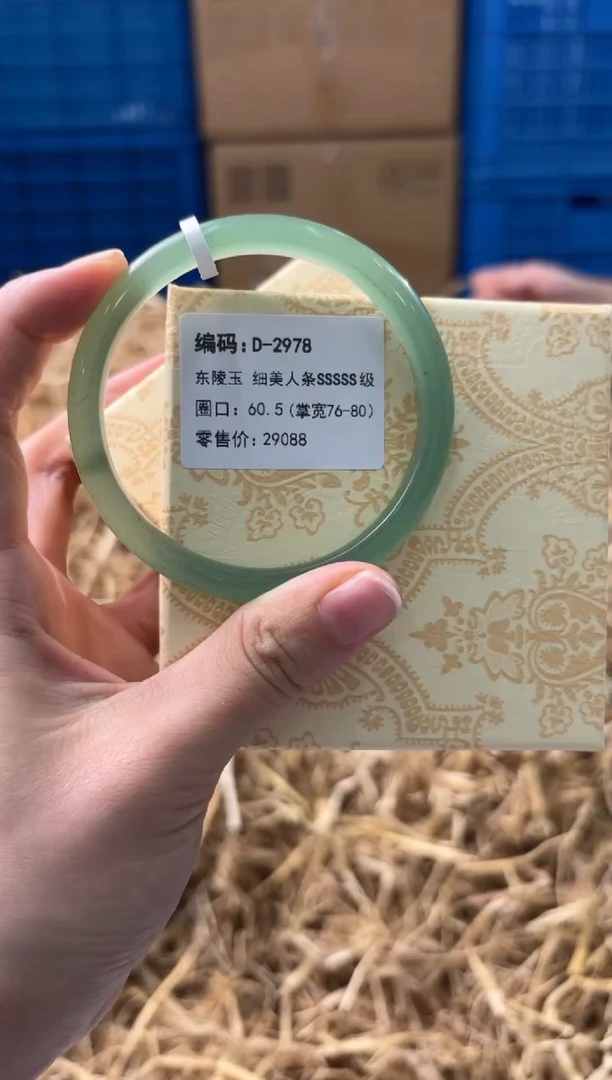 编码:D-2978
东陵玉 细美人条SSSSS级
圈口: 60.5(掌宽76-80)
零售价: 29088